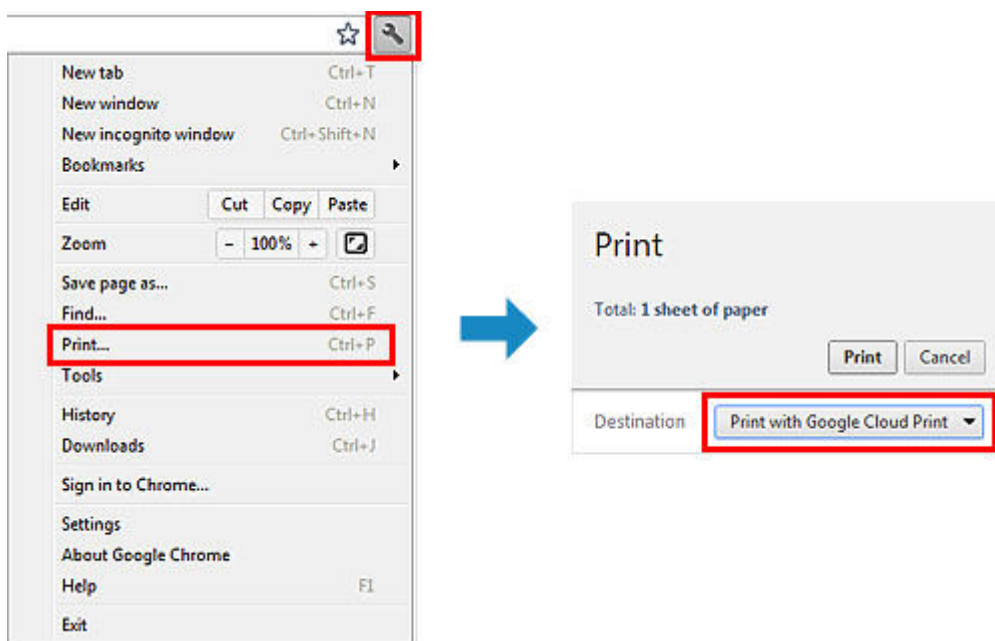 New tab Ctrl+T
New window Ctrl+N
New incognito window Ctrl+Shift+N
Bookmarks
Edit Cut Copy Paste
Zoom - 100% +
Save page as... Ctrl+S
Find... Ctrl+F
Print... Ctrl+P
Tools
History Ctrl+H
Downloads Ctrl+J
Sign in to Chrome...
Settings
About Google Chrome
Help F1
Exit
Print
Total: 1 sheet of paper
Print Cancel
Destination Print with Google Cloud Print